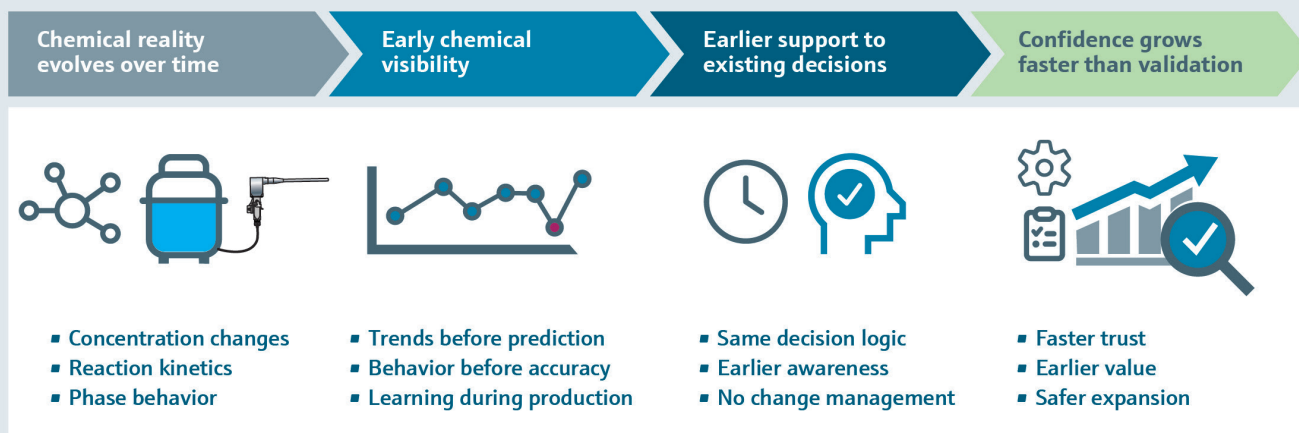 Chemical reality
evolves over time
Early chemical
visibility
Earlier support to
existing decisions
Confidence grows
faster than validation
▪ Concentration changes
▪ Reaction kinetics
▪ Phase behavior
▪ Trends before prediction
▪ Behavior before accuracy
▪ Learning during production
▪ Same decision logic
▪ Earlier awareness
▪ No change management
▪ Faster trust
▪ Earlier value
▪ Safer expansion